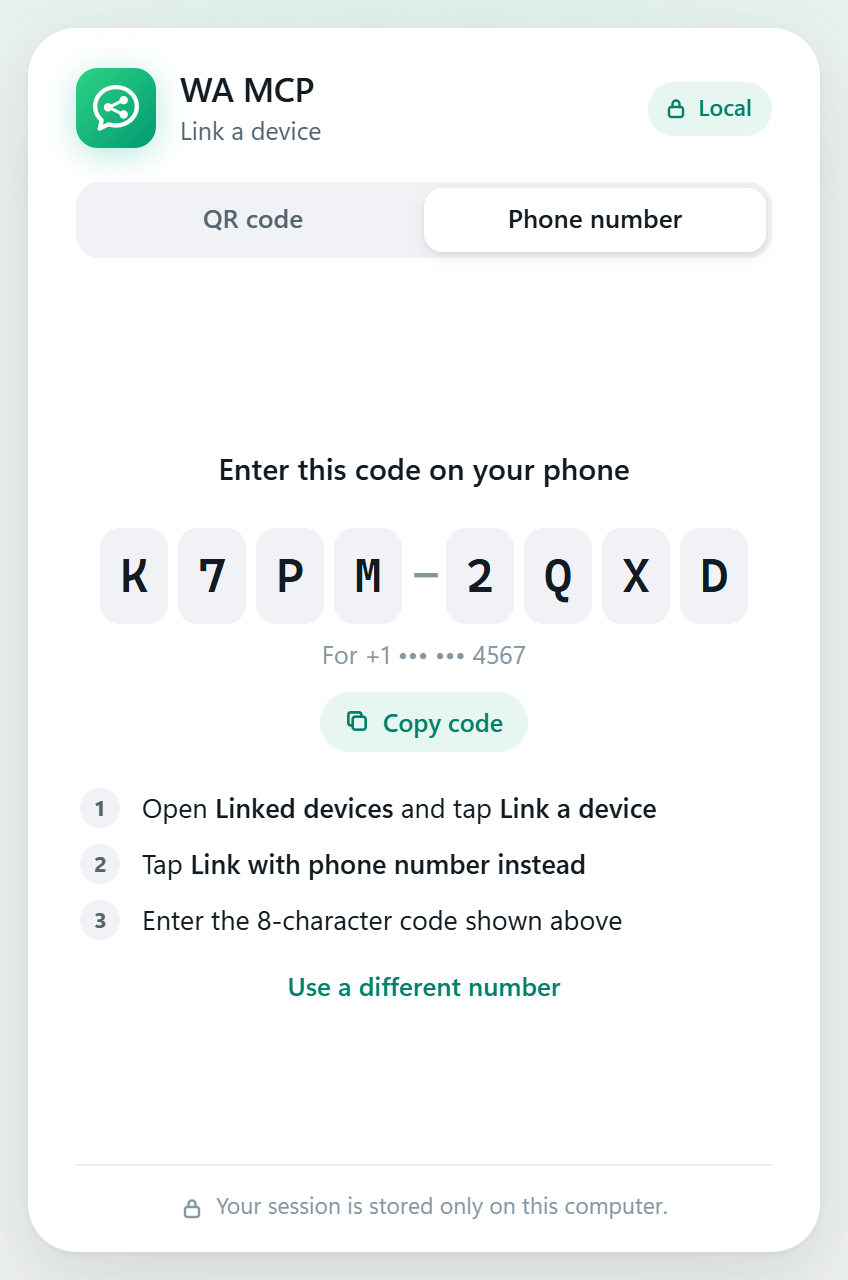 WA MCP
Link a device
Local
QR code
Phone number
Enter this code on your phone
K7PM–2QXD
For +1 ••• ••• 4567
Copy code
1 Open Linked devices and tap Link a device
2 Tap Link with phone number instead
3 Enter the 8-character code shown above
Use a different number
Your session is stored only on this computer.